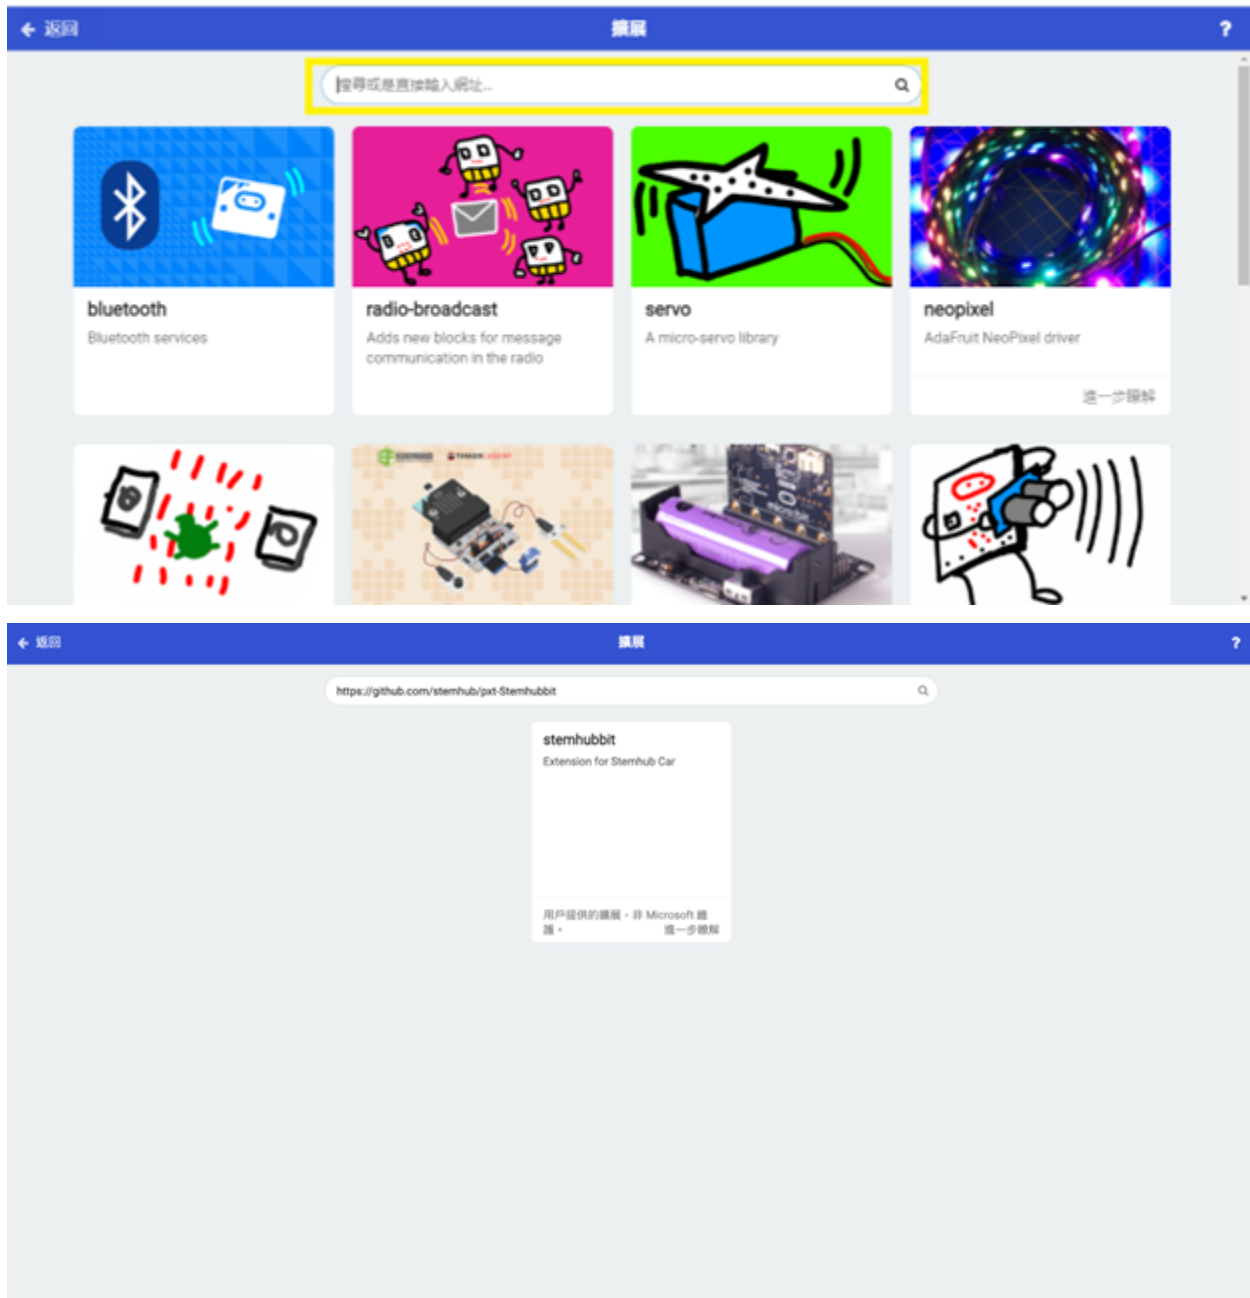 返回
擴展
?
搜尋或是直接輸入網址...
bluetooth
Bluetooth services
radio-broadcast
Adds new blocks for message
communication in the radio
servo
A micro-servo library
neopixel
AdaFruit NeoPixel driver
進一步瞭解
micro:bit
返回
擴展
?
https://github.com/stemhub/pxt-Stemhubbit
stemhubbit
Extension for Stemhub Car
用戶提供的擴展，非 Microsoft 維
護。
進一步瞭解